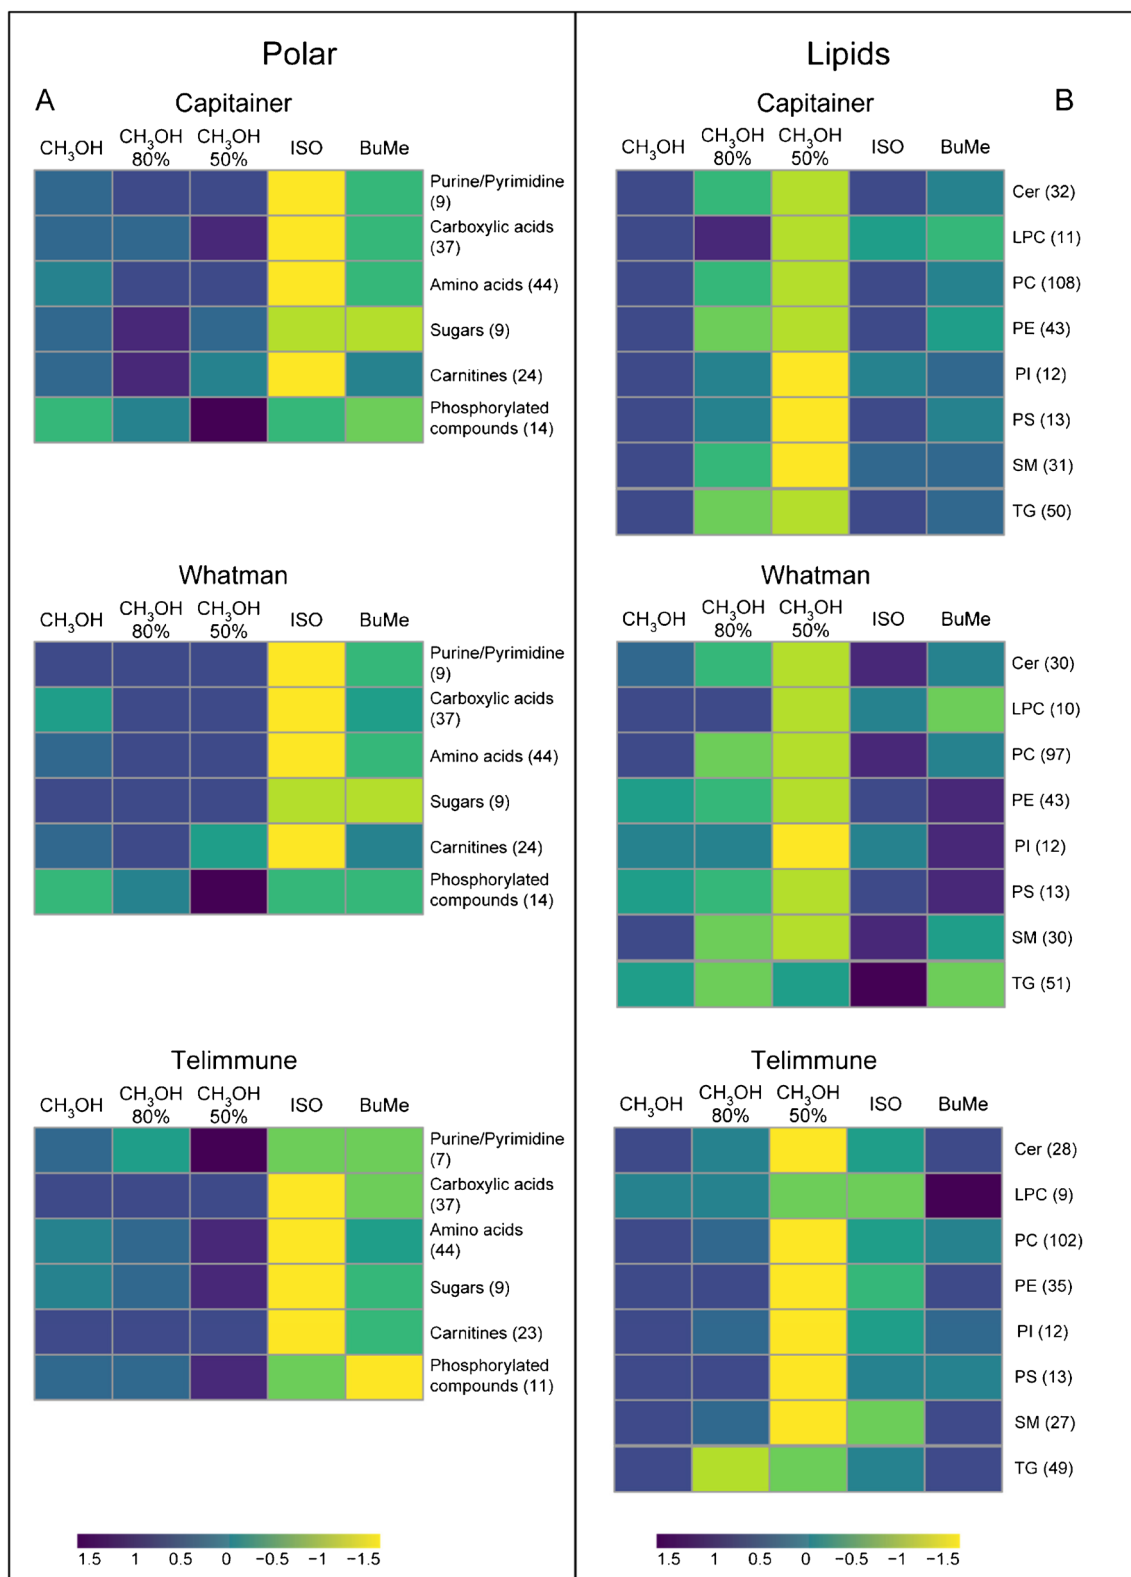 Polar
A
Capitainer
CH₃OH
CH₃OH 80%
CH₃OH 50%
ISO
BuMe
Purine/Pyrimidine
(9)
Carboxylic acids
(37)
Amino acids (44)
Sugars (9)
Carnitines (24)
Phosphorylated
compounds (14)
Whatman
CH₃OH
CH₃OH 80%
CH₃OH 50%
ISO
BuMe
Purine/Pyrimidine
(9)
Carboxylic acids
(37)
Amino acids (44)
Sugars (9)
Carnitines (24)
Phosphorylated
compounds (14)
Telimmune
CH₃OH
CH₃OH 80%
CH₃OH 50%
ISO
BuMe
Purine/Pyrimidine
(7)
Carboxylic acids
(37)
Amino acids
(44)
Sugars (9)
Carnitines (23)
Phosphorylated
compounds (11)
1.5 1 0.5 0 −0.5 −1 −1.5
Lipids
B
Capitainer
CH₃OH
CH₃OH 80%
CH₃OH 50%
ISO
BuMe
Cer (32)
LPC (11)
PC (108)
PE (43)
PI (12)
PS (13)
SM (31)
TG (50)
Whatman
CH₃OH
CH₃OH 80%
CH₃OH 50%
ISO
BuMe
Cer (30)
LPC (10)
PC (97)
PE (43)
PI (12)
PS (13)
SM (30)
TG (51)
Telimmune
CH₃OH
CH₃OH 80%
CH₃OH 50%
ISO
BuMe
Cer (28)
LPC (9)
PC (102)
PE (35)
PI (12)
PS (13)
SM (27)
TG (49)
1.5 1 0.5 0 −0.5 −1 −1.5